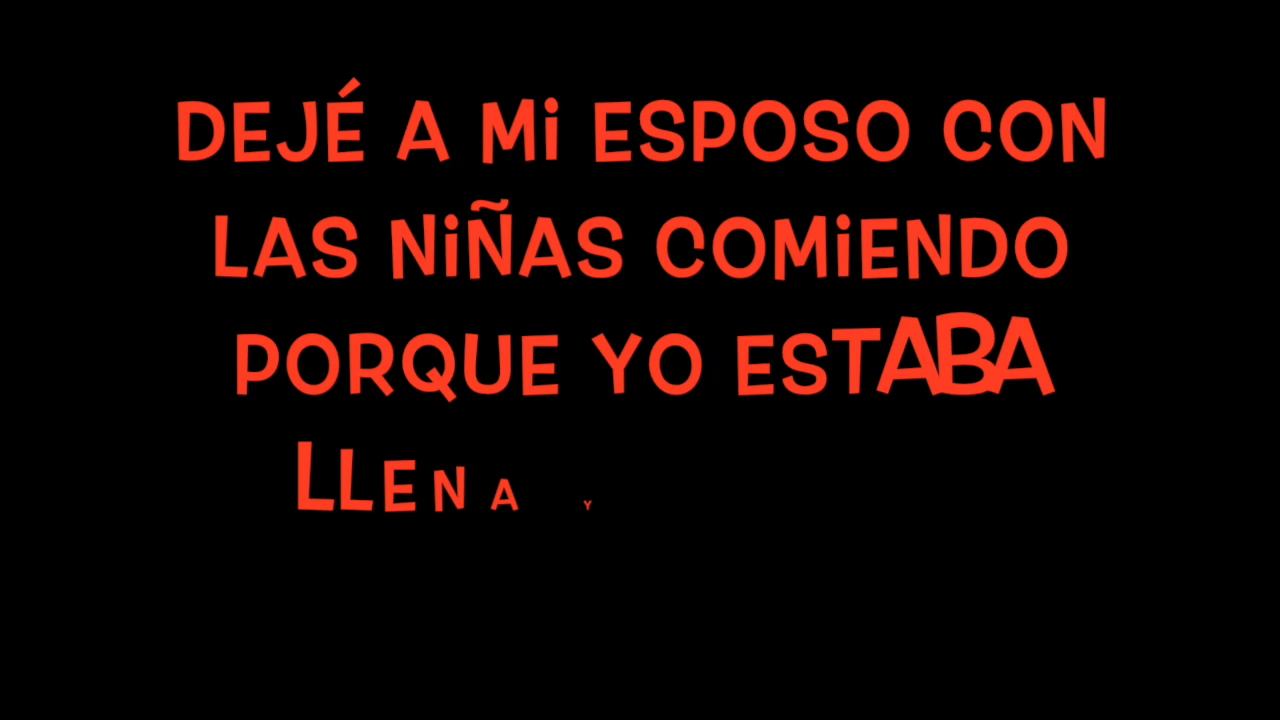 DEJÉ A Mi ESPOSO CON
LAS NiÑAS COMiENDO
PORQUE YO ESTABA
LLENA Y